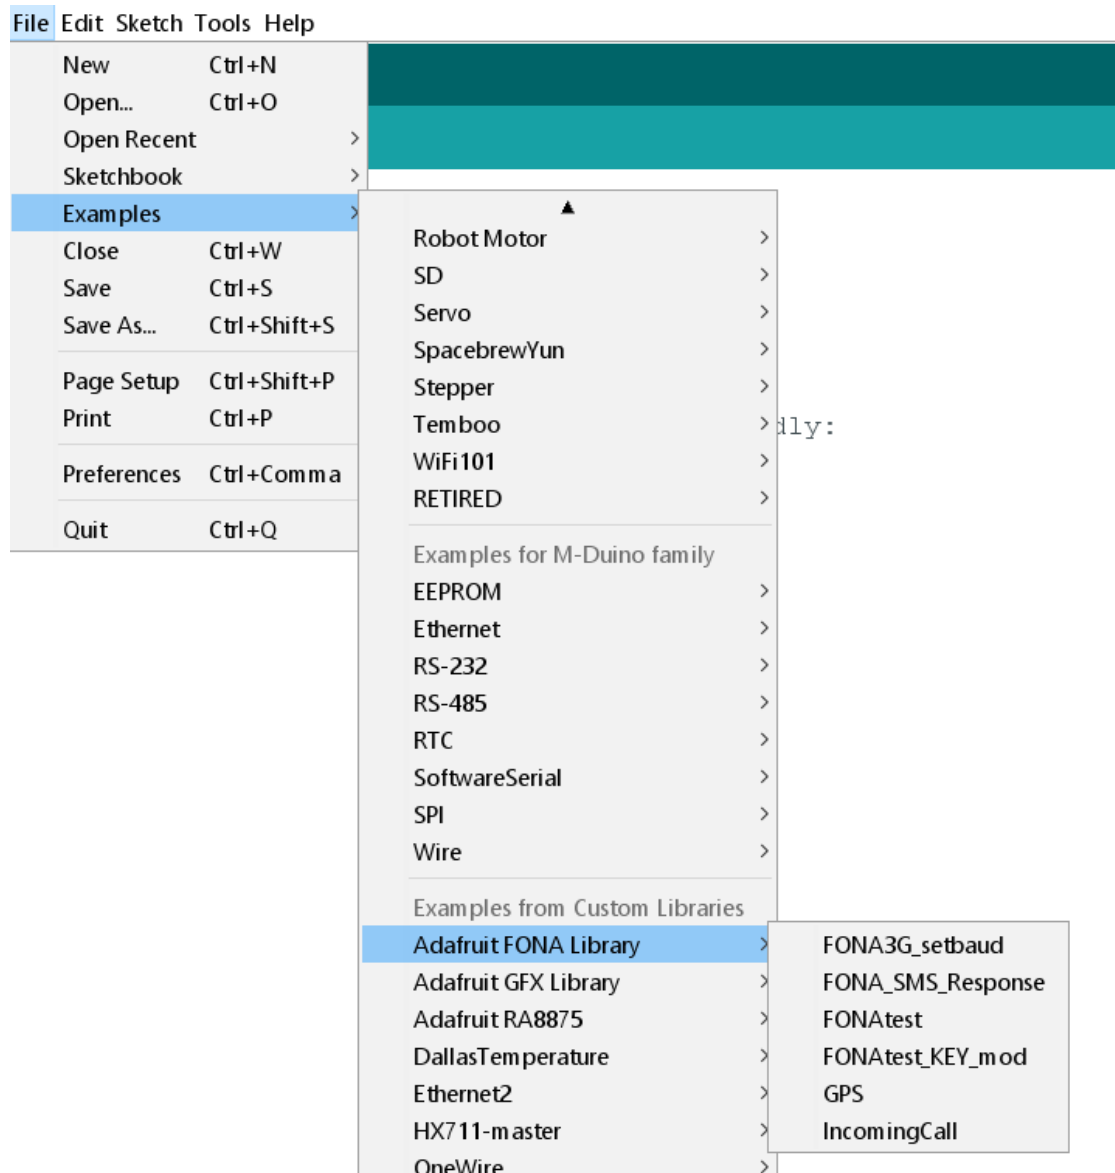 File Edit Sketch Tools Help
New Ctrl+N
Open... Ctrl+O
Open Recent
Sketchbook
Examples
Close Ctrl+W
Save Ctrl+S
Save As... Ctrl+Shift+S
Page Setup Ctrl+Shift+P
Print Ctrl+P
Preferences Ctrl+Comma
Quit Ctrl+Q
Robot Motor
SD
Servo
SpacebrewYun
Stepper
Temboo
WiFi101
RETIRED
Examples for M-Duino family
EEPROM
Ethernet
RS-232
RS-485
RTC
SoftwareSerial
SPI
Wire
Examples from Custom Libraries
Adafruit FONA Library
Adafruit GFX Library
Adafruit RA8875
DallasTemperature
Ethernet2
HX711-master
OneWire
FONA3G_setbaud
FONA_SMS_Response
FONAtest
FONAtest_KEY_mod
GPS
IncomingCall
dly: